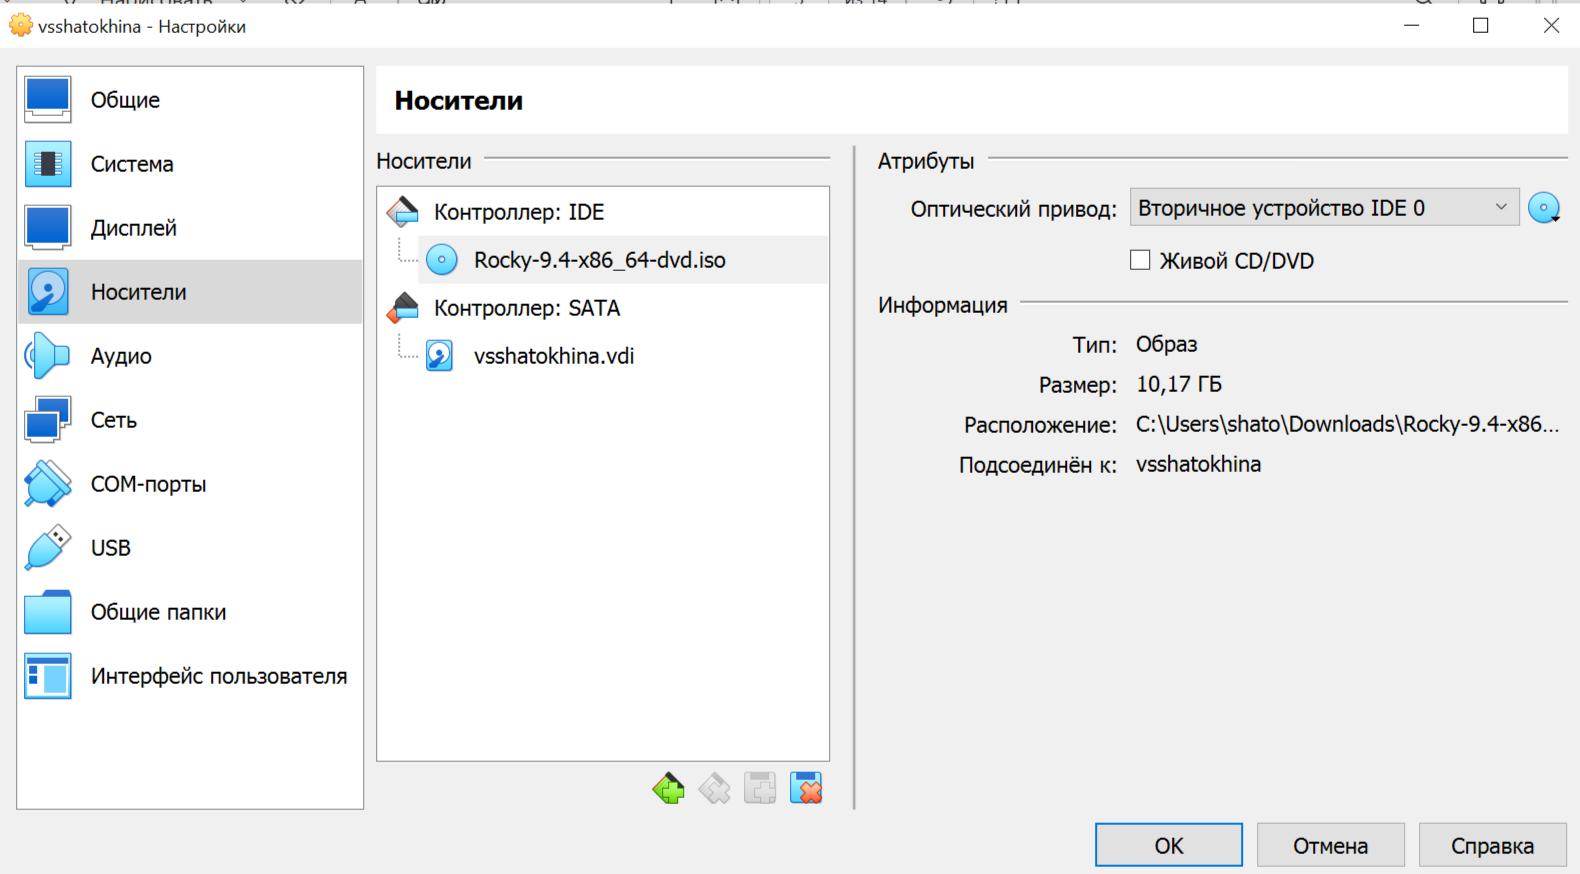 vsshatokhina - Настройки
Общие
Система
Дисплей
Носители
Аудио
Сеть
COM-порты
USB
Общие папки
Интерфейс пользователя
Носители
Носители
Контроллер: IDE
Rocky-9.4-x86_64-dvd.iso
Контроллер: SATA
vsshatokhina.vdi
Атрибуты
Оптический привод: Вторичное устройство IDE 0
Живой CD/DVD
Информация
Тип: Образ
Размер: 10,17 ГБ
Расположение: C:\Users\shato\Downloads\Rocky-9.4-x86...
Подсоединён к: vsshatokhina
OK Отмена Справка